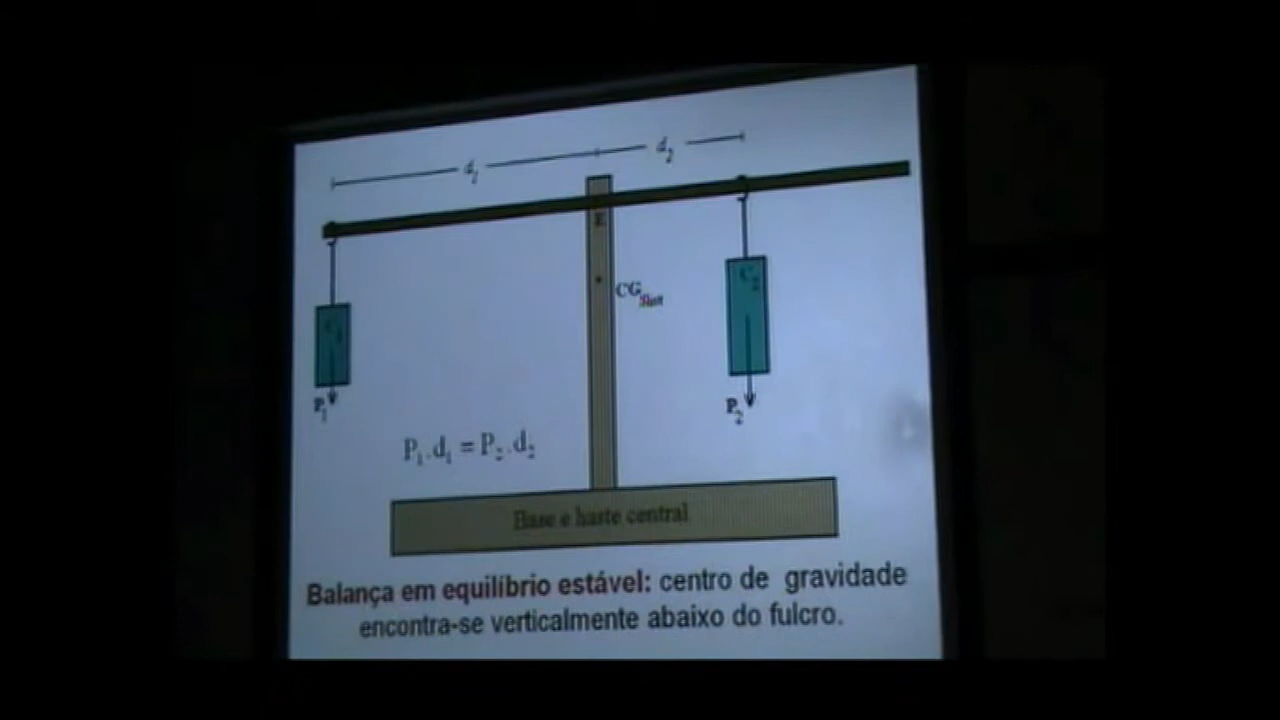 d₁ d₂
E
C₂
CG
C₁
P₁ P₂
P₁.d₁ = P₂.d₂
Base e haste central
Balança em equilíbrio estável: centro de gravidade
encontra-se verticalmente abaixo do fulcro.